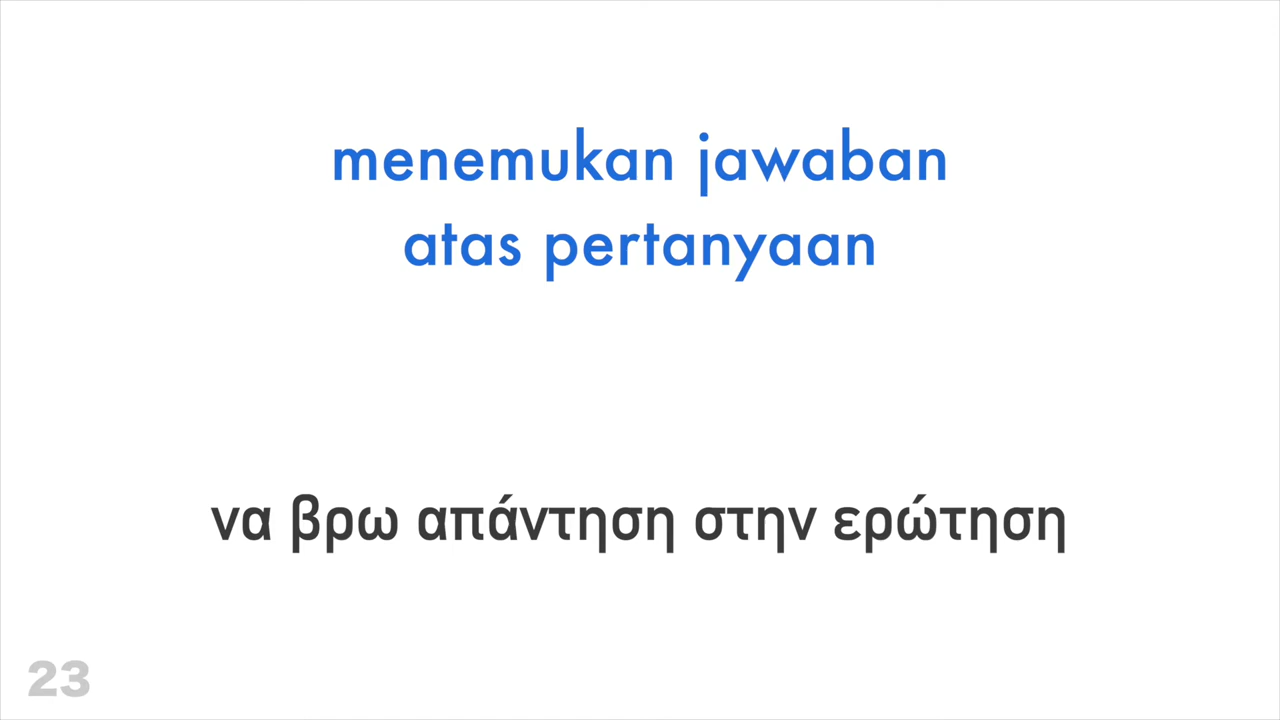 menemukan jawaban
atas pertanyaan
να βρω απάντηση στην ερώτηση
23